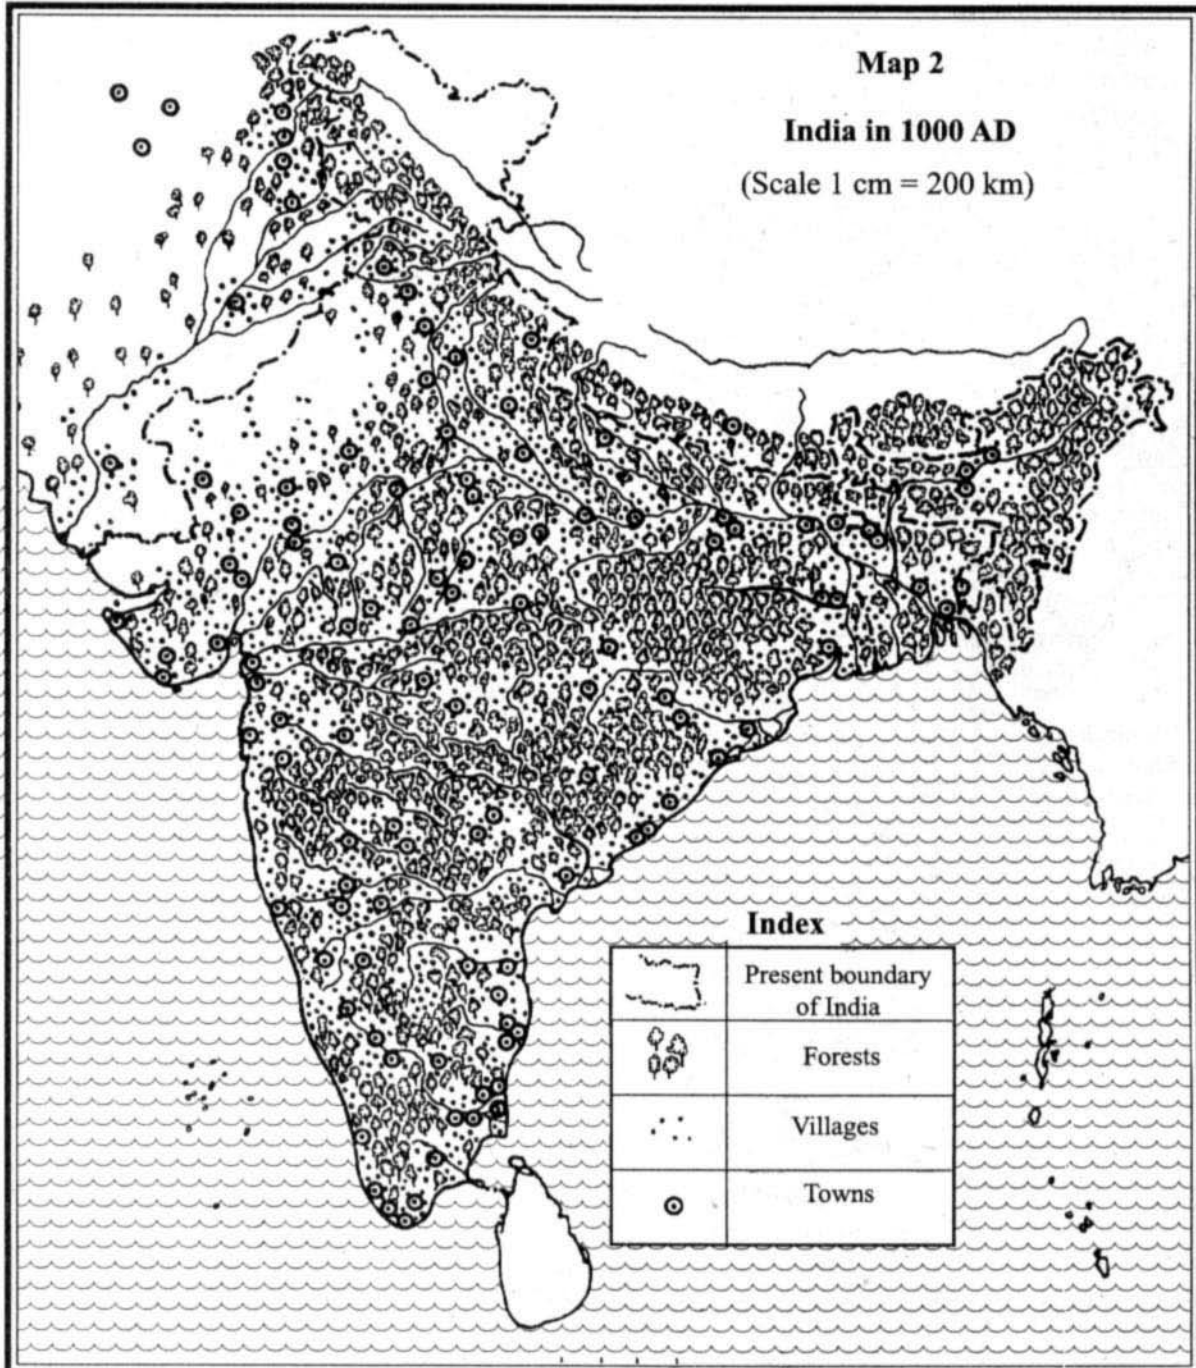 Map 2
India in 1000 AD
(Scale 1 cm = 200 km)
Index
Present boundary
of India
Forests
Villages
Towns